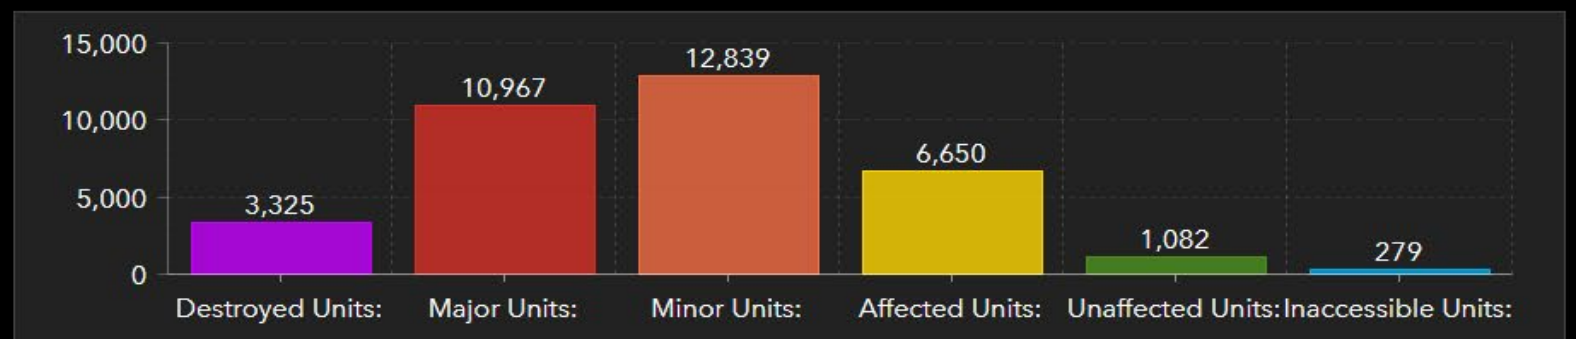 15,000
10,000
5,000
0
3,325
10,967
12,839
6,650
1,082
279
Destroyed Units:
Major Units:
Minor Units:
Affected Units:
Unaffected Units:
Inaccessible Units: